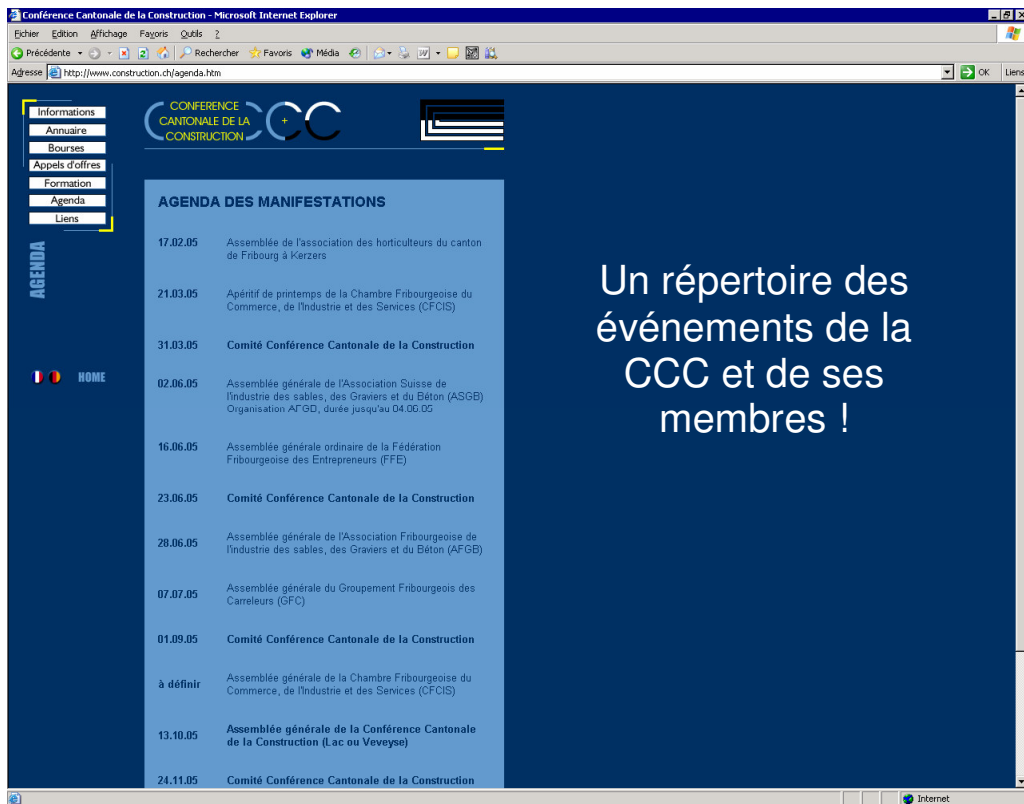 Conférence Cantonale de la Construction - Microsoft Internet Explorer
Fichier Edition Affichage Favoris Outils ?
Précédente Rechercher Favoris Média
Adresse http://www.construction.ch/agenda.htm OK Liens
Informations
Annuaire
Bourses
Appels d'offres
Formation
Agenda
Liens
AGENDA
HOME
CONFERENCE
CANTONALE DE LA
CONSTRUCTION
CC
+
AGENDA DES MANIFESTATIONS
17.02.05 Assemblée de l'association des horticulteurs du canton
de Fribourg à Kerzers
21.03.05 Apéritif de printemps de la Chambre Fribourgeoise du
Commerce, de l'Industrie et des Services (CFCIS)
31.03.05 Comité Conférence Cantonale de la Construction
02.06.05 Assemblée générale de l'Association Suisse de
l'industrie des sables, des Graviers et du Béton (ASGB)
Organisation AFGB, durée jusqu'au 04.06.05
16.06.05 Assemblée générale ordinaire de la Fédération
Fribourgeoise des Entrepreneurs (FFE)
23.06.05 Comité Conférence Cantonale de la Construction
28.06.05 Assemblée générale de l'Association Fribourgeoise de
l'industrie des sables, des Graviers et du Béton (AFGB)
07.07.05 Assemblée générale du Groupement Fribourgeois des
Carreleurs (GFC)
01.09.05 Comité Conférence Cantonale de la Construction
à définir Assemblée générale de la Chambre Fribourgeoise du
Commerce, de l'Industrie et des Services (CFCIS)
13.10.05 Assemblée générale de la Conférence Cantonale
de la Construction (Lac ou Veveyse)
24.11.05 Comité Conférence Cantonale de la Construction
Un répertoire des
événements de la
CCC et de ses
membres !
Internet